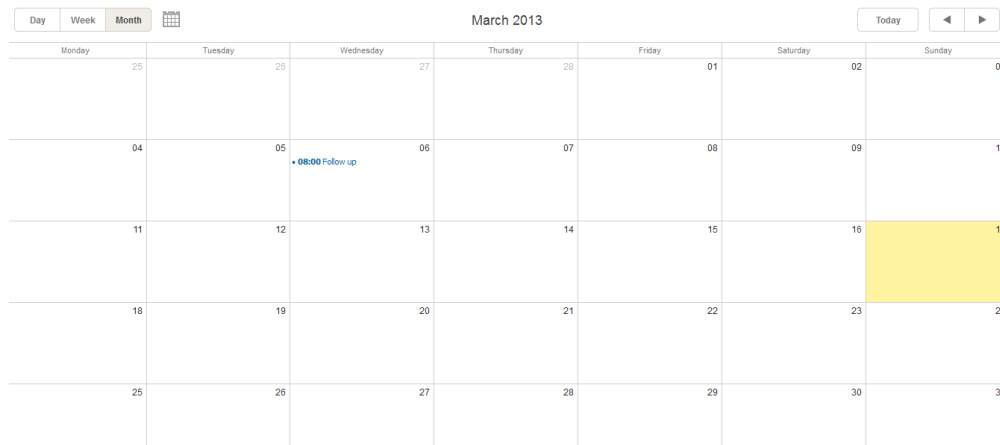 Day Week Month March 2013 Today
Monday Tuesday Wednesday Thursday Friday Saturday Sunday
25 26 27 28 01 02
04 05 06 07 08 09
08:00 Follow up
11 12 13 14 15 16
18 19 20 21 22 23
25 26 27 28 29 30